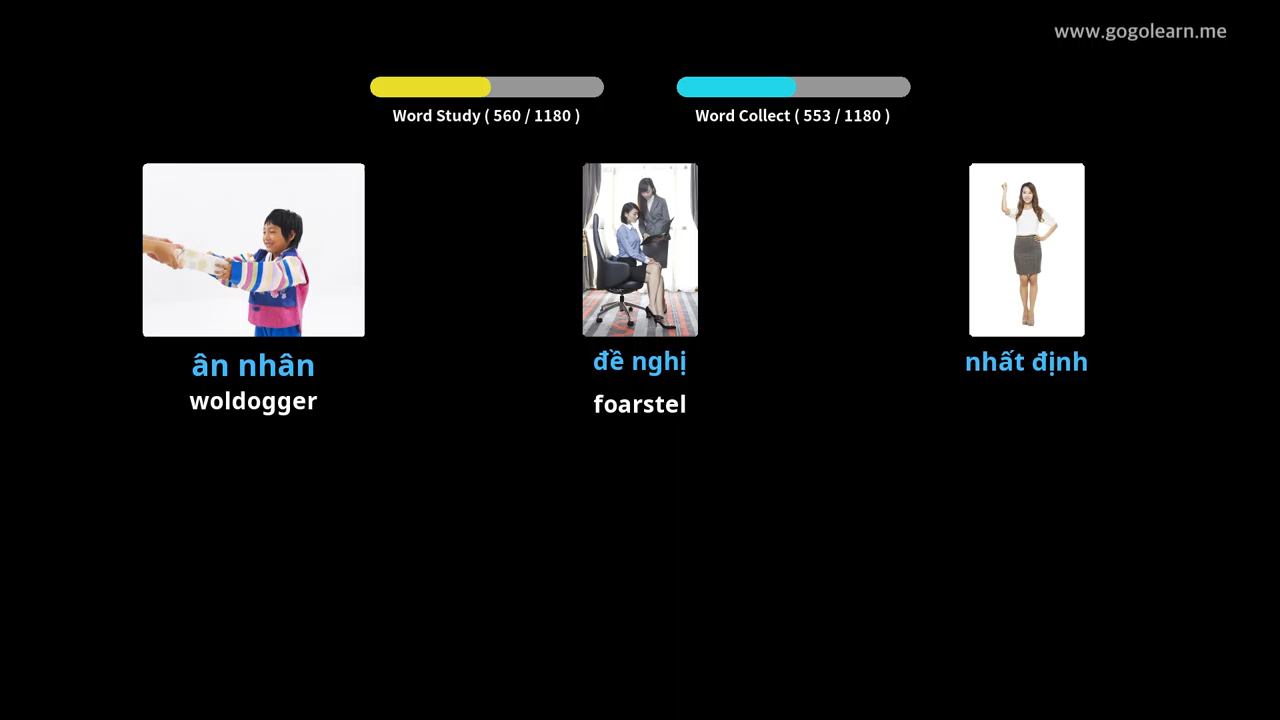 www.gogolearn.me
Word Study ( 560 / 1180 )
Word Collect ( 553 / 1180 )
ân nhân
đề nghị
nhất định
woldogger
foarstel